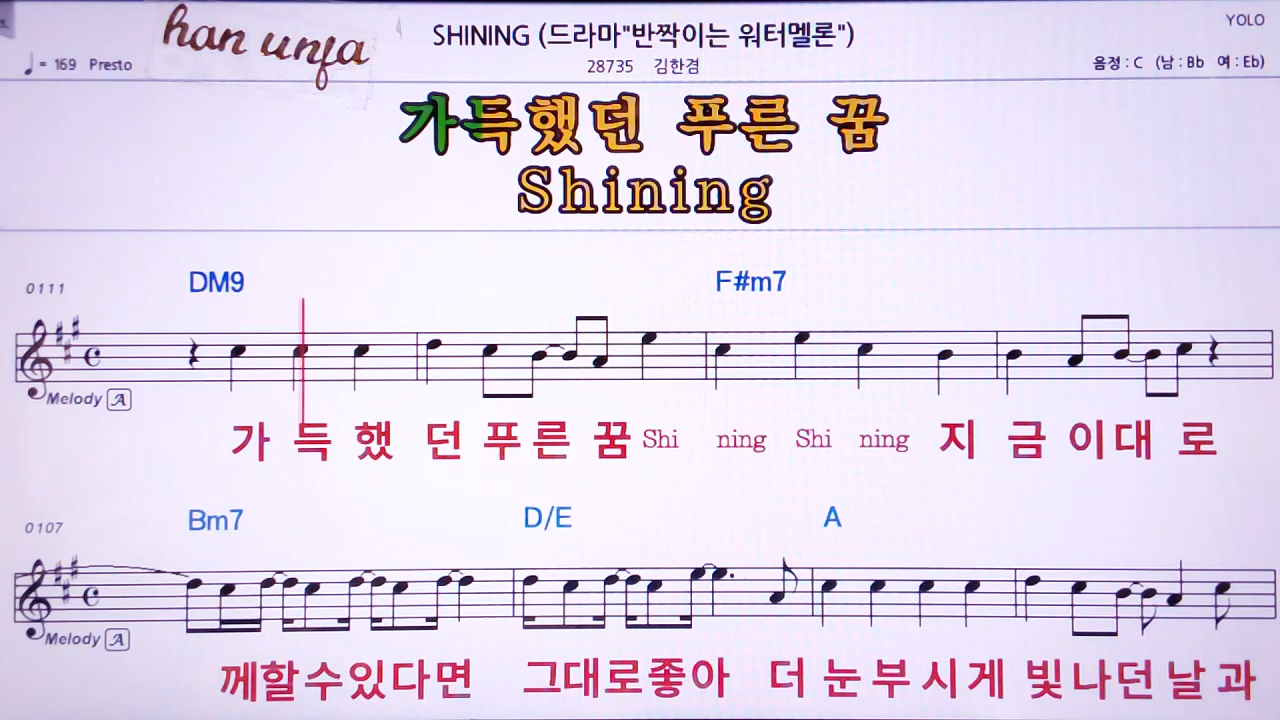 YOLO
han unja
SHINING (드라마"반짝이는 워터멜론")
♩= 169 Presto
28735 김한겸
음정 : C (남 : Bb 여 : Eb)
가득했던 푸른 꿈
Shining
0111
DM9 F#m7
Melody A
가 득 했 던 푸 른 꿈 Shi ning Shi ning 지 금 이 대 로
0107
Bm7 D/E A
Melody A
께할수있다면 그대로좋아 더 눈 부 시 게 빛 나 던 날 과